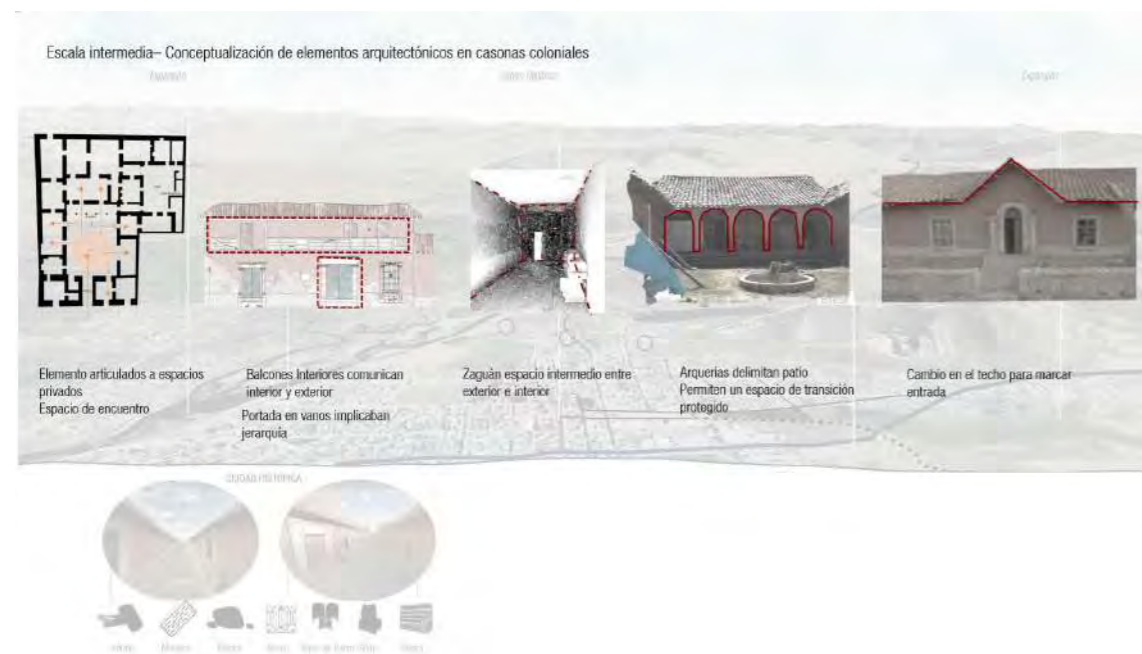 Escala intermedia– Conceptualización de elementos arquitectónicos en casonas coloniales
Elemento articulados a espacios
privados
Espacio de encuentro
Balcones Interiores comunican
interior y exterior
Portada en vanos implicaban
jerarquía
Zaguán espacio intermedio entre
exterior e interior
Arquerías delimitan patio
Permiten un espacio de transición
protegido
Cambio en el techo para marcar
entrada
CIUDAD HISTÓRICA